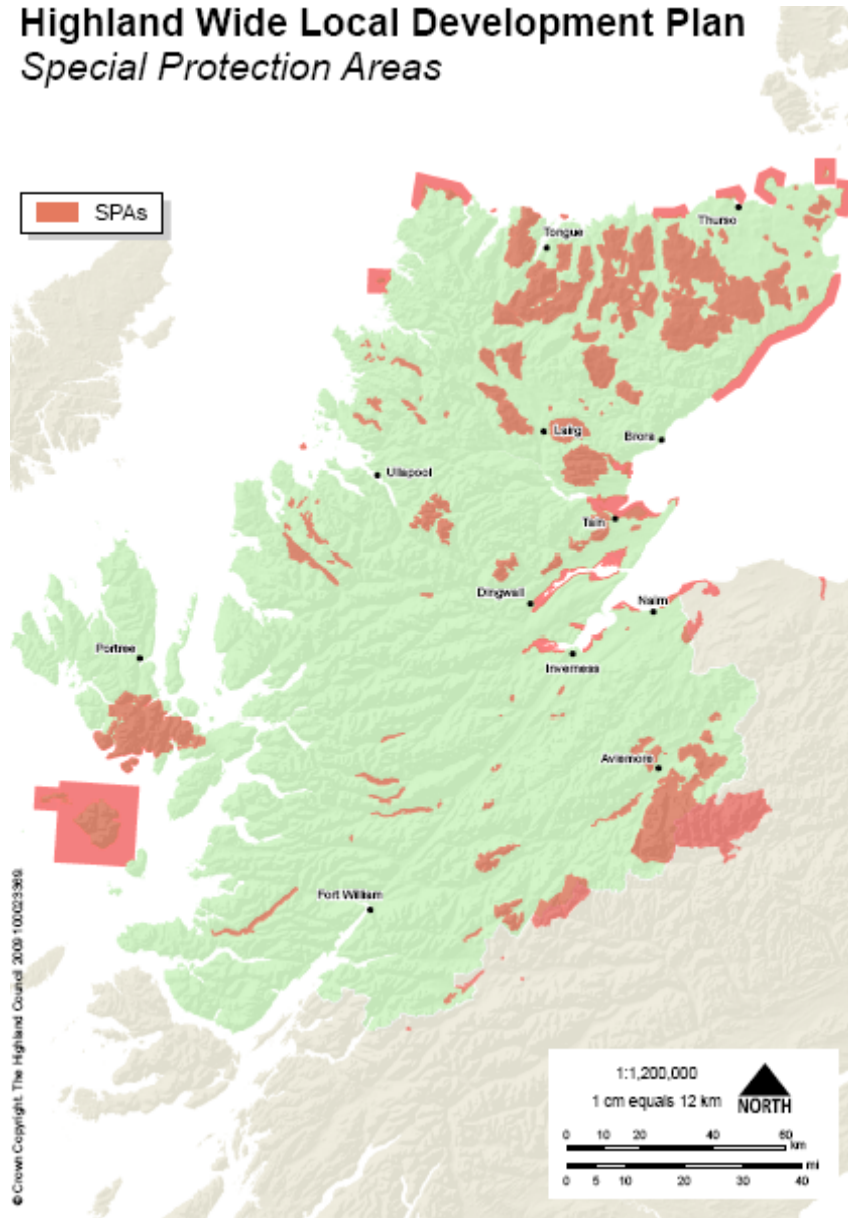 Highland Wide Local Development Plan
Special Protection Areas
SPAs
Thurso
Tongue
Lairg
Brora
Ullapool
Tain
Dingwall
Nairn
Portree
Inverness
Aviemore
Fort William
© Crown Copyright. The Highland Council 2009 100023369.
1:1,200,000
1 cm equals 12 km
NORTH
0 10 20 40 60
km
mi
0 5 10 20 30 40